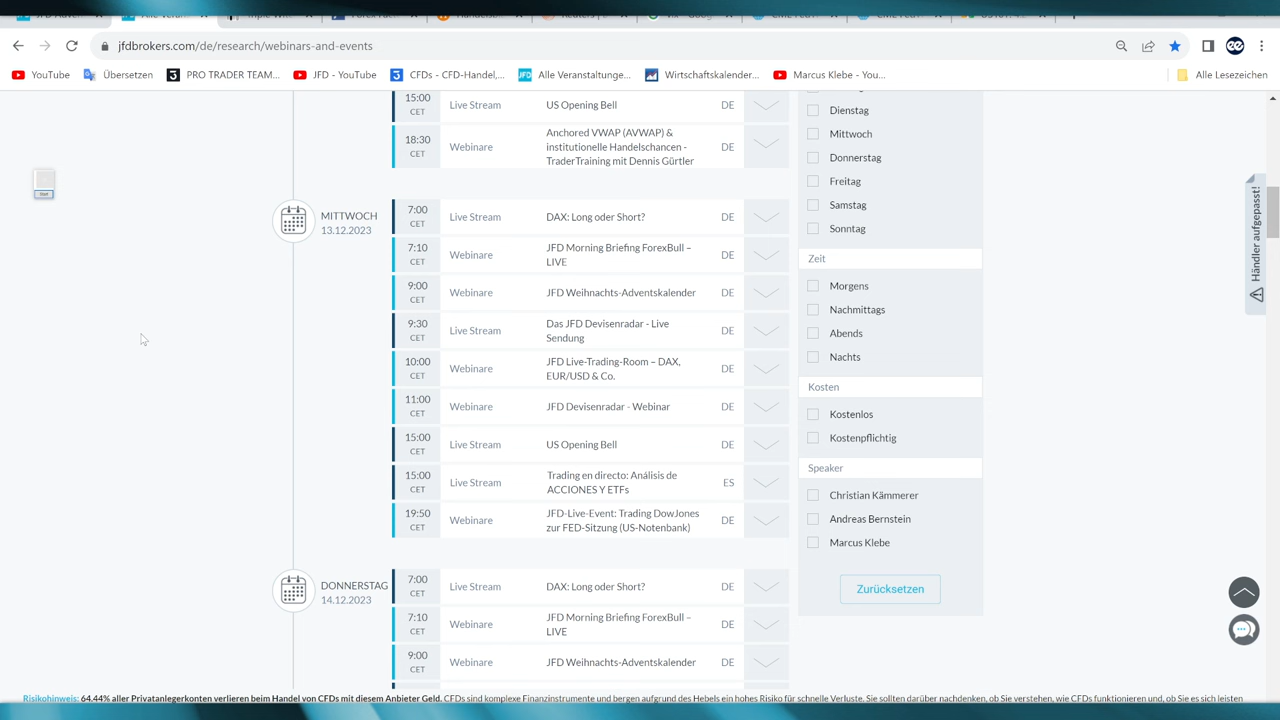 jfdbrokers.com/de/research/webinars-and-events
YouTube
Übersetzen
PRO TRADER TEAM...
JFD - YouTube
CFDs - CFD-Handel,...
Alle Veranstaltunge...
Wirtschaftskalender...
Marcus Klebe - You...
Alle Lesezeichen
15:00
CET
Live Stream
US Opening Bell
DE
18:30
CET
Webinare
Anchored VWAP (AVWAP) &
institutionelle Handelschancen -
TraderTraining mit Dennis Gürtler
DE
MITTWOCH
13.12.2023
7:00
CET
Live Stream
DAX: Long oder Short?
DE
7:10
CET
Webinare
JFD Morning Briefing ForexBull –
LIVE
DE
9:00
CET
Webinare
JFD Weihnachts-Adventskalender
DE
9:30
CET
Live Stream
Das JFD Devisenradar - Live
Sendung
DE
10:00
CET
Webinare
JFD Live-Trading-Room – DAX,
EUR/USD & Co.
DE
11:00
CET
Webinare
JFD Devisenradar - Webinar
DE
15:00
CET
Live Stream
US Opening Bell
DE
15:00
CET
Live Stream
Trading en directo: Análisis de
ACCIONES Y ETFs
ES
19:50
CET
Webinare
JFD-Live-Event: Trading DowJones
zur FED-Sitzung (US-Notenbank)
DE
DONNERSTAG
14.12.2023
7:00
CET
Live Stream
DAX: Long oder Short?
DE
7:10
CET
Webinare
JFD Morning Briefing ForexBull –
LIVE
DE
9:00
CET
Webinare
JFD Weihnachts-Adventskalender
DE
Dienstag
Mittwoch
Donnerstag
Freitag
Samstag
Sonntag
Zeit
Morgens
Nachmittags
Abends
Nachts
Kosten
Kostenlos
Kostenpflichtig
Speaker
Christian Kämmerer
Andreas Bernstein
Marcus Klebe
Zurücksetzen
Händler aufgepasst!
Risikohinweis: 64.44% aller Privatanlegerkonten verlieren beim Handel von CFDs mit diesem Anbieter Geld. CFDs sind komplexe Finanzinstrumente und bergen aufgrund des Hebels ein hohes Risiko für schnelle Verluste. Sie sollten darüber nachdenken, ob Sie verstehen, wie CFDs funktionieren und, ob Sie es sich leisten